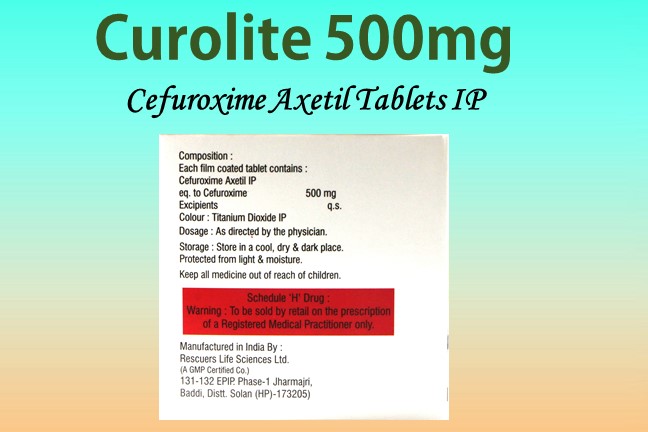 Curolite 500mg
Cefuroxime Axetil Tablets IP
Composition :
Each film coated tablet contains :
Cefuroxime Axetil IP
eq. to Cefuroxime 500 mg
Excipients q.s.
Colour : Titanium Dioxide IP
Dosage : As directed by the physician.
Storage : Store in a cool, dry & dark place.
Protected from light & moisture.
Keep all medicine out of reach of children.
Schedule 'H' Drug :
Warning : To be sold by retail on the prescription
of a Registered Medical Practitioner only.
Manufactured in India By :
Rescuers Life Sciences Ltd.
(A GMP Certified Co.)
131-132 EPIP. Phase-1 Jharmajri,
Baddi, Distt. Solan (HP)-173205)